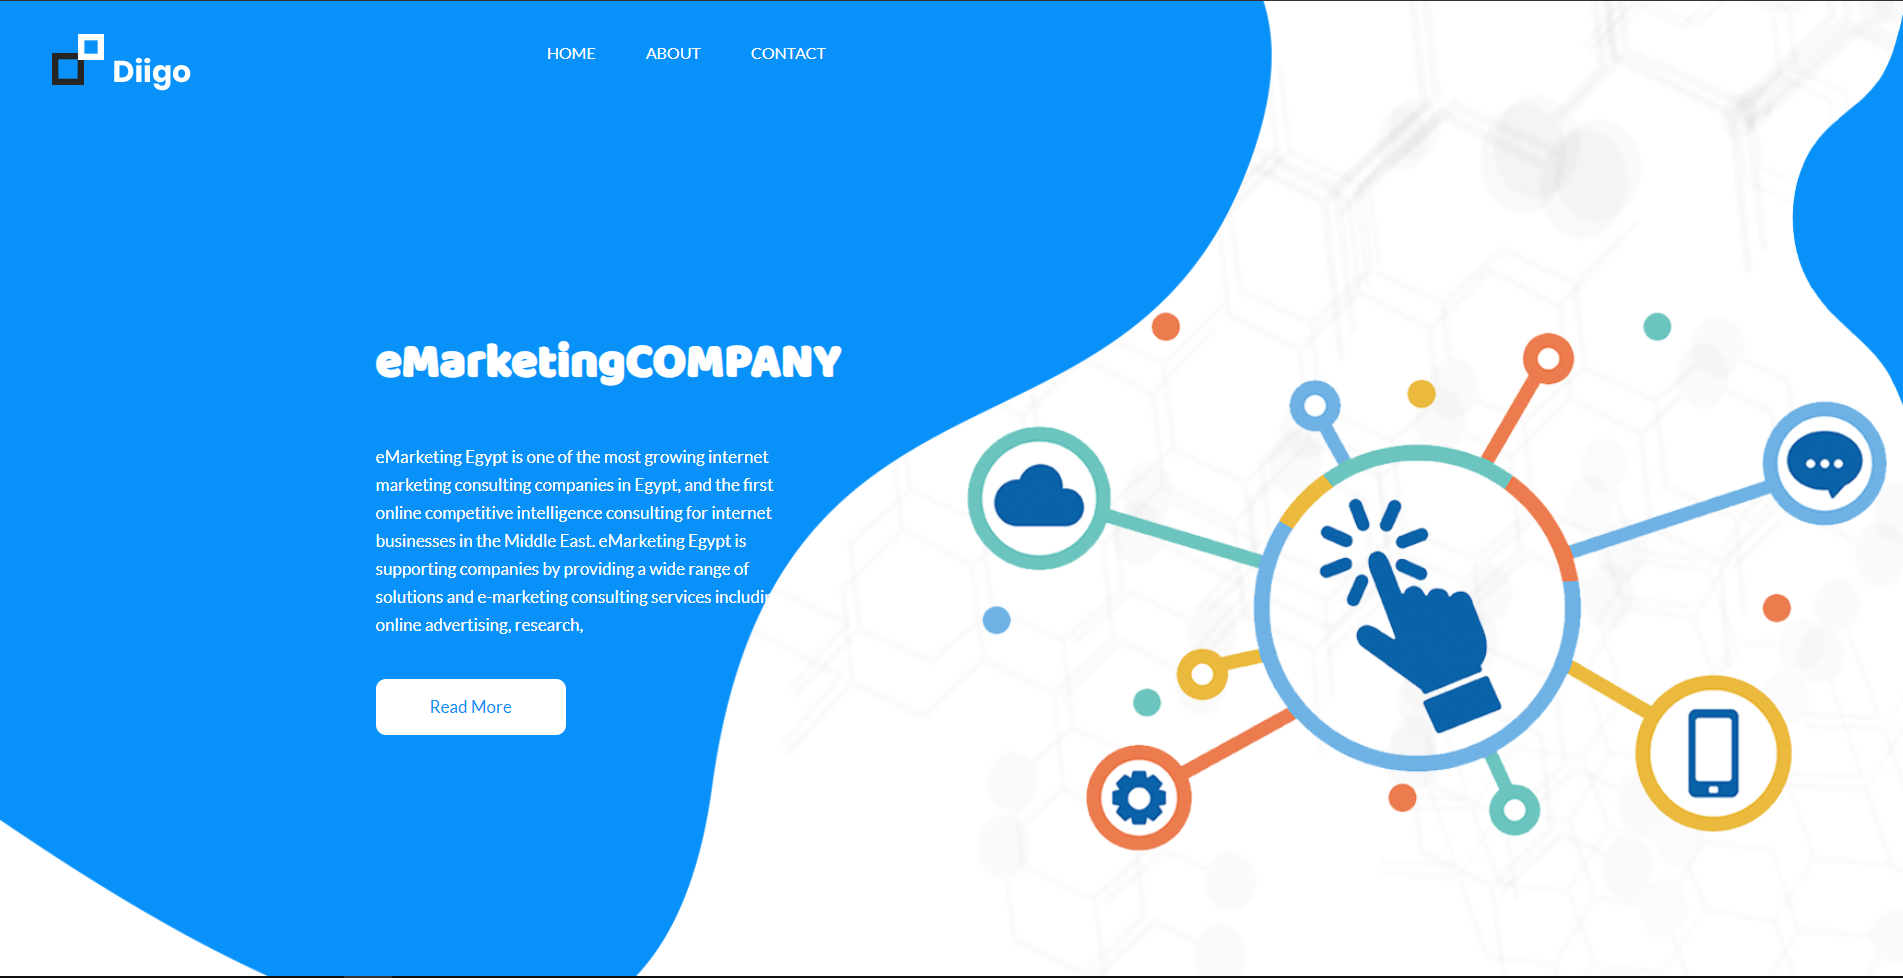 Diigo
HOME ABOUT CONTACT
eMarketingCOMPANY
eMarketing Egypt is one of the most growing internet
marketing consulting companies in Egypt, and the first
online competitive intelligence consulting for internet
businesses in the Middle East. eMarketing Egypt is
supporting companies by providing a wide range of
solutions and e-marketing consulting services includin
online advertising, research,
Read More